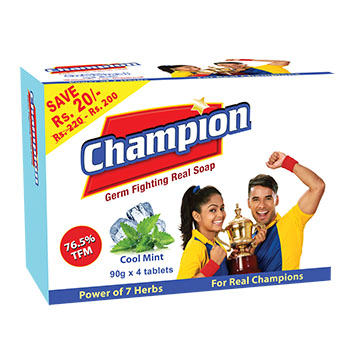 SAVE
Rs. 20/-
Rs. 220 - Rs. 200
Champion
Germ Fighting Real Soap
76.5%
TFM
Cool Mint
90g x 4 tablets
Power of 7 Herbs
For Real Champions